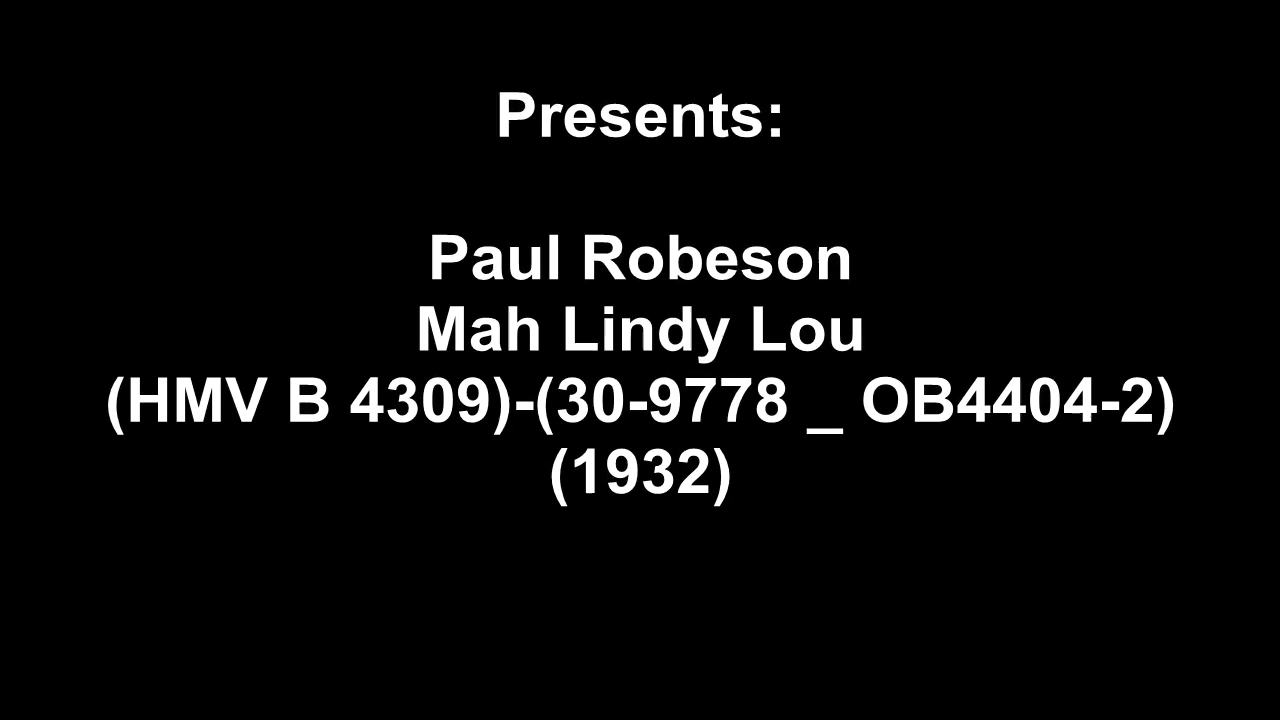 Presents:
Paul Robeson
Mah Lindy Lou
(HMV B 4309)-(30-9778 _ OB4404-2)
(1932)